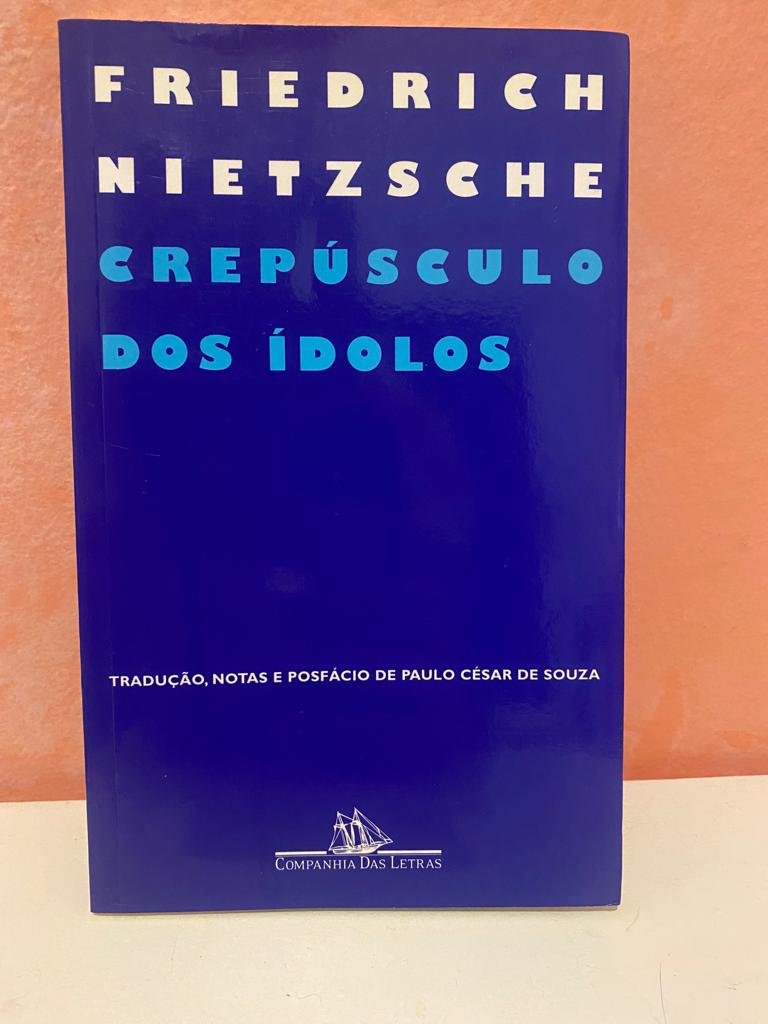 FRIEDRICH
NIETZSCHE
CREPÚSCULO
DOS ÍDOLOS
TRADUÇÃO, NOTAS E POSFÁCIO DE PAULO CÉSAR DE SOUZA
COMPANHIA DAS LETRAS